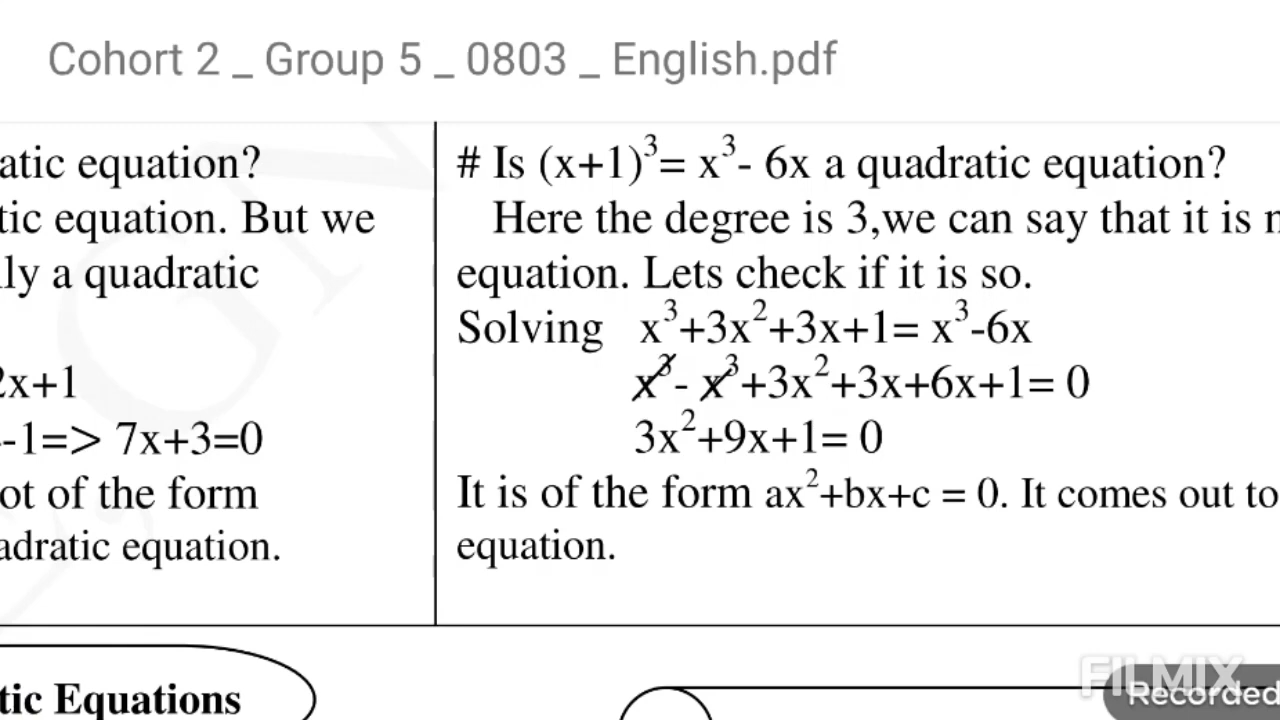 Cohort 2 _ Group 5 _ 0803 _ English.pdf
atic equation?
tic equation. But we
ly a quadratic
2x+1
-1=> 7x+3=0
ot of the form
adratic equation.
# Is (x+1)³= x³- 6x a quadratic equation?
Here the degree is 3,we can say that it is
equation. Lets check if it is so.
Solving x³+3x²+3x+1= x³-6x
x³- x³+3x²+3x+6x+1= 0
3x²+9x+1= 0
It is of the form ax²+bx+c = 0. It comes out to
equation.
tic Equations
FILMIX
Recorded